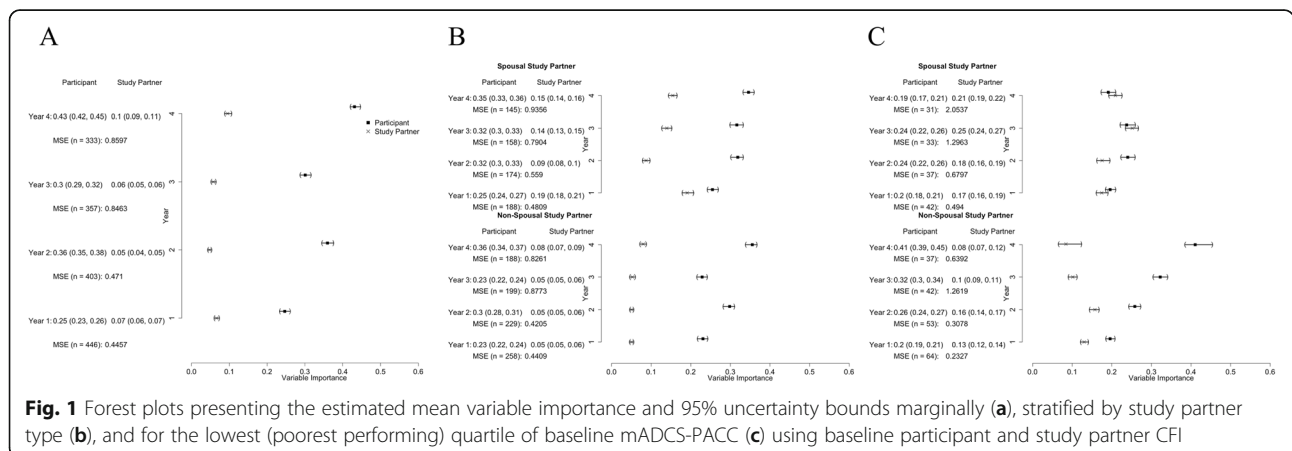 A
Participant Study Partner
Year 4: 0.43 (0.42, 0.45) 0.1 (0.09, 0.11)
MSE (n = 333): 0.8597
Year 3: 0.3 (0.29, 0.32) 0.06 (0.05, 0.06)
MSE (n = 357): 0.8463
Year 2: 0.36 (0.35, 0.38) 0.05 (0.04, 0.05)
MSE (n = 403): 0.471
Year 1: 0.25 (0.23, 0.26) 0.07 (0.06, 0.07)
MSE (n = 446): 0.4457
Year
4
3
2
1
Participant
Study Partner
0.0 0.1 0.2 0.3 0.4 0.5 0.6
Variable Importance
B
Spousal Study Partner
Participant Study Partner
Year 4: 0.35 (0.33, 0.36) 0.15 (0.14, 0.16)
MSE (n = 145): 0.9356
Year 3: 0.32 (0.3, 0.33) 0.14 (0.13, 0.15)
MSE (n = 158): 0.7904
Year 2: 0.32 (0.3, 0.33) 0.09 (0.08, 0.1)
MSE (n = 174): 0.559
Year 1: 0.25 (0.24, 0.27) 0.19 (0.18, 0.21)
MSE (n = 188): 0.4809
Non-Spousal Study Partner
Participant Study Partner
Year 4: 0.36 (0.34, 0.37) 0.08 (0.07, 0.09)
MSE (n = 188): 0.8261
Year 3: 0.23 (0.22, 0.24) 0.05 (0.05, 0.06)
MSE (n = 199): 0.8773
Year 2: 0.3 (0.28, 0.31) 0.05 (0.05, 0.06)
MSE (n = 229): 0.4205
Year 1: 0.23 (0.22, 0.24) 0.05 (0.05, 0.06)
MSE (n = 258): 0.4409
Year
4
3
2
1
4
3
2
1
0.0 0.1 0.2 0.3 0.4 0.5 0.6
Variable Importance
C
Spousal Study Partner
Participant Study Partner
Year 4: 0.19 (0.17, 0.21) 0.21 (0.19, 0.22)
MSE (n = 31): 2.0537
Year 3: 0.24 (0.22, 0.26) 0.25 (0.24, 0.27)
MSE (n = 33): 1.2963
Year 2: 0.24 (0.22, 0.26) 0.18 (0.16, 0.19)
MSE (n = 37): 0.6797
Year 1: 0.2 (0.18, 0.21) 0.17 (0.16, 0.19)
MSE (n = 42): 0.494
Non-Spousal Study Partner
Participant Study Partner
Year 4: 0.41 (0.39, 0.45) 0.08 (0.07, 0.12)
MSE (n = 37): 0.6392
Year 3: 0.32 (0.3, 0.34) 0.1 (0.09, 0.11)
MSE (n = 42): 1.2619
Year 2: 0.26 (0.24, 0.27) 0.16 (0.14, 0.17)
MSE (n = 53): 0.3078
Year 1: 0.2 (0.19, 0.21) 0.13 (0.12, 0.14)
MSE (n = 64): 0.2327
Year
4
3
2
1
4
3
2
1
0.0 0.1 0.2 0.3 0.4 0.5 0.6
Variable Importance
Fig. 1 Forest plots presenting the estimated mean variable importance and 95% uncertainty bounds marginally (a), stratified by study partner
type (b), and for the lowest (poorest performing) quartile of baseline mADCS-PACC (c) using baseline participant and study partner CFI